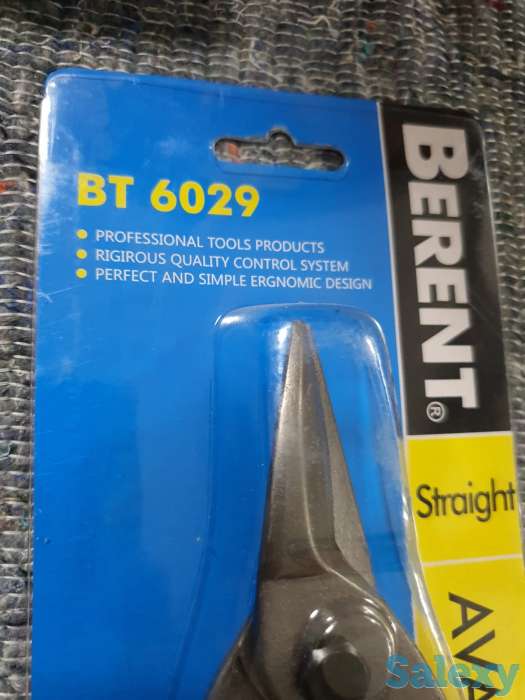 BT 6029
PROFESSIONAL TOOLS PRODUCTS
RIGIROUS QUALITY CONTROL SYSTEM
PERFECT AND SIMPLE ERGNOMIC DESIGN
BERENT®
Straight
Salexy